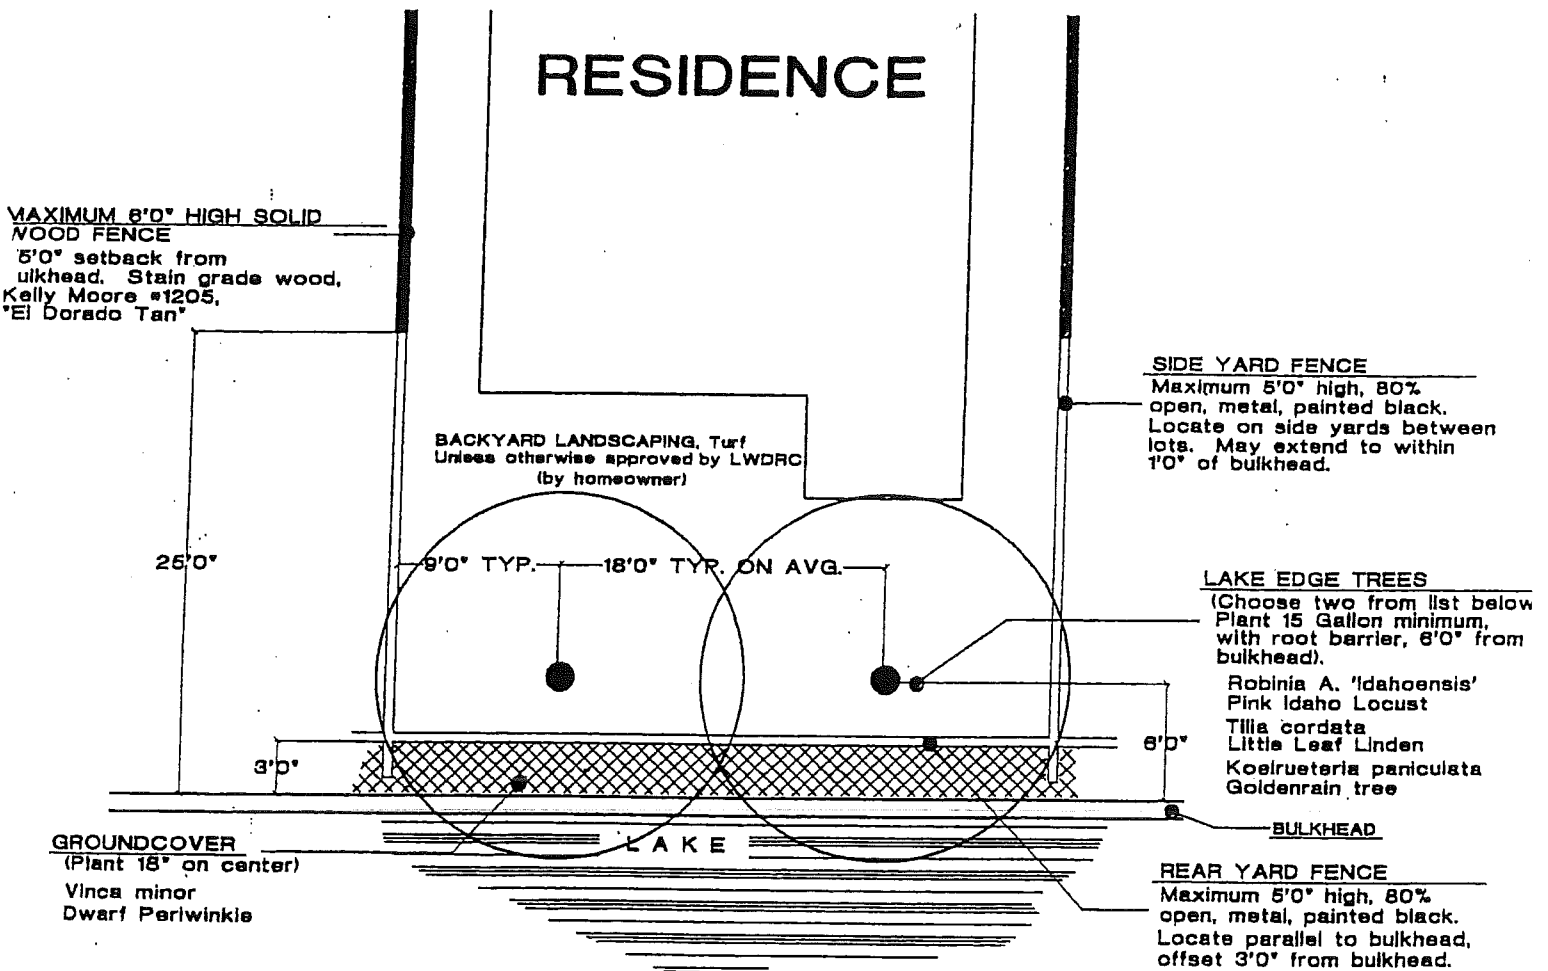 RESIDENCE
MAXIMUM 6'0" HIGH SOLID
WOOD FENCE
5'0" setback from
ulkhead. Stain grade wood,
Kelly Moore #1205,
"El Dorado Tan"
SIDE YARD FENCE
Maximum 5'0" high, 80%
open, metal, painted black.
Locate on side yards between
lots. May extend to within
1'0" of bulkhead.
BACKYARD LANDSCAPING, Turf
Unless otherwise approved by LWDRC
(by homeowner)
25'0"
9'0" TYP.
18'0" TYP. ON AVG.
LAKE EDGE TREES
(Choose two from list below
Plant 15 Gallon minimum,
with root barrier, 6'0" from
bulkhead).
Robinia A. 'Idahoensis'
Pink Idaho Locust
Tilia cordata
Little Leaf Linden
Koelrueteria paniculata
Goldenrain tree
6'0"
3'0"
BULKHEAD
LAKE
GROUNDCOVER
(Plant 18" on center)
Vinca minor
Dwarf Periwinkle
REAR YARD FENCE
Maximum 5'0" high, 80%
open, metal, painted black.
Locate parallel to bulkhead,
offset 3'0" from bulkhead.